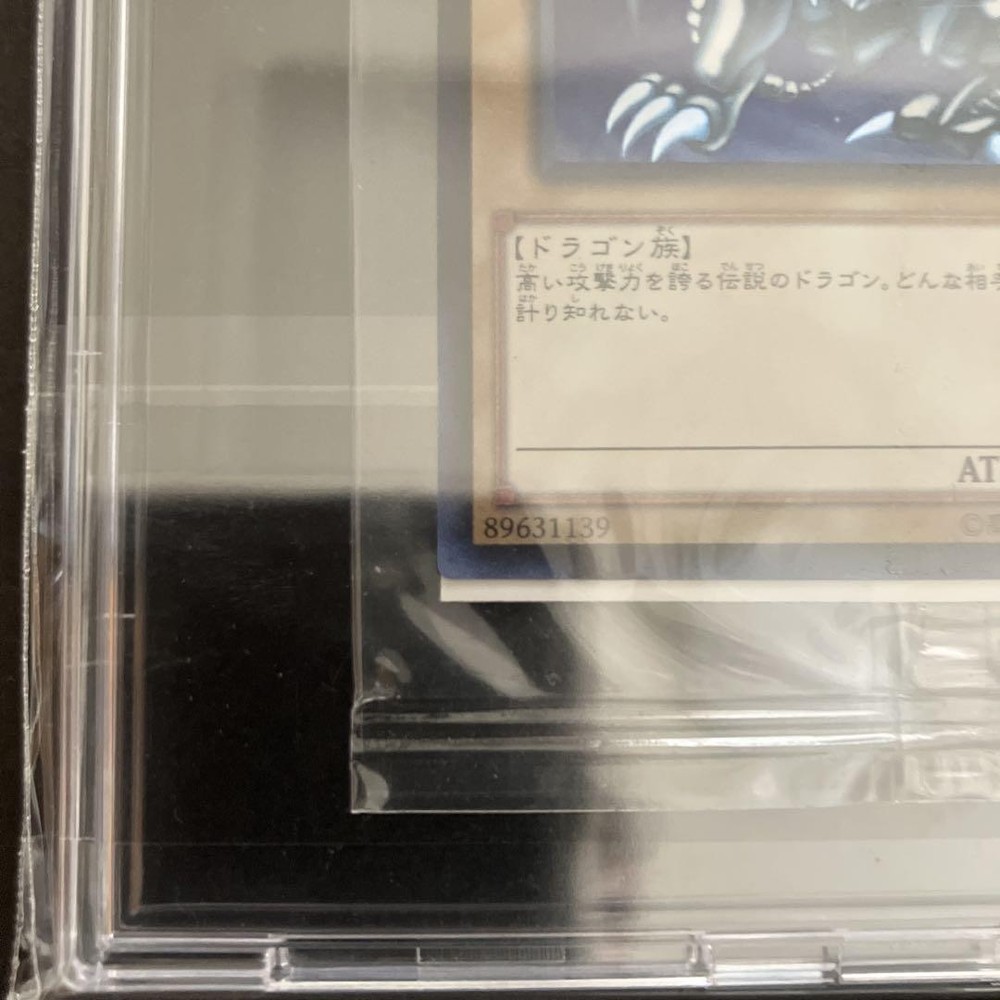 【ドラゴン族】
高い攻撃力を誇る伝説のドラゴン。どんな相手
計り知れない。
AT
89631139
©